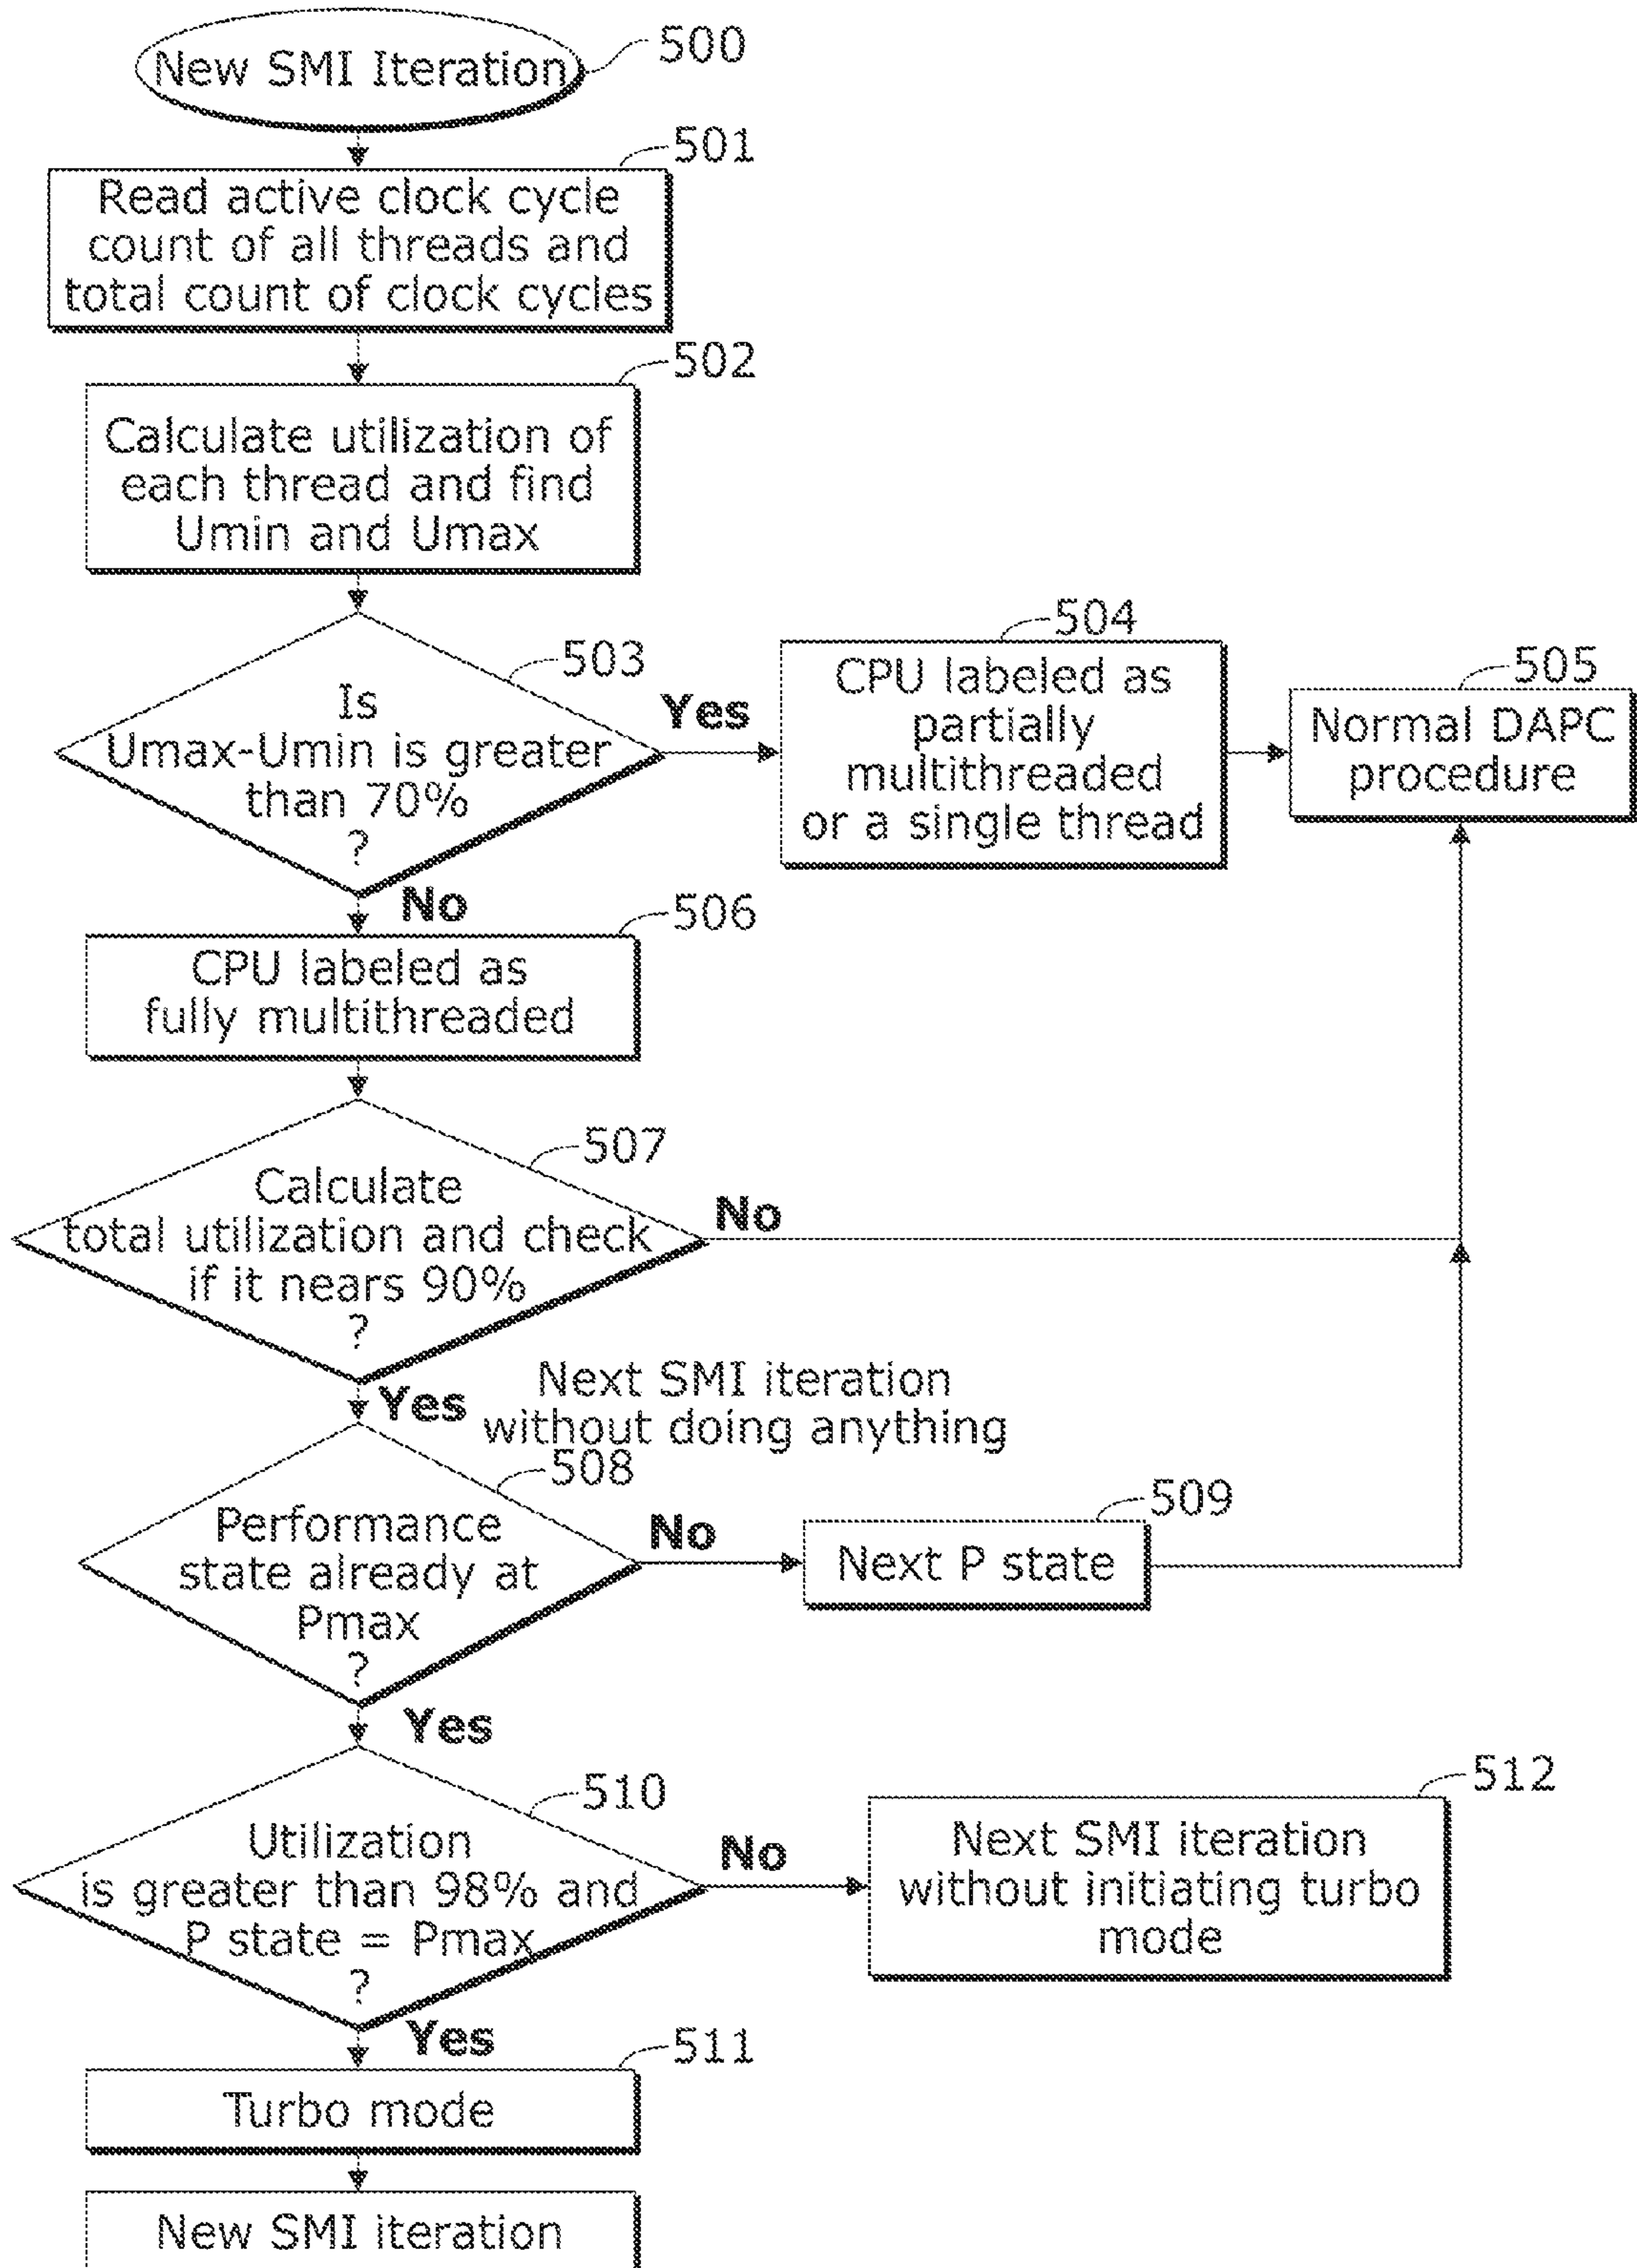 New SMI Iteration
500
501
Read active clock cycle
count of all threads and
total count of clock cycles
502
Calculate utilization of
each thread and find
Umin and Umax
503
Is
Umax-Umin is greater
than 70%
?
Yes
504
CPU labeled as
partially
multithreaded
or a single thread
505
Normal DAPC
procedure
No
506
CPU labeled as
fully multithreaded
507
Calculate
total utilization and check
if it nears 90%
?
No
Yes
Next SMI iteration
without doing anything
508
Performance
state already at
Pmax
?
No
509
Next P state
Yes
510
Utilization
is greater than 98% and
P state = Pmax
?
No
512
Next SMI iteration
without initiating turbo
mode
Yes
511
Turbo mode
New SMI iteration